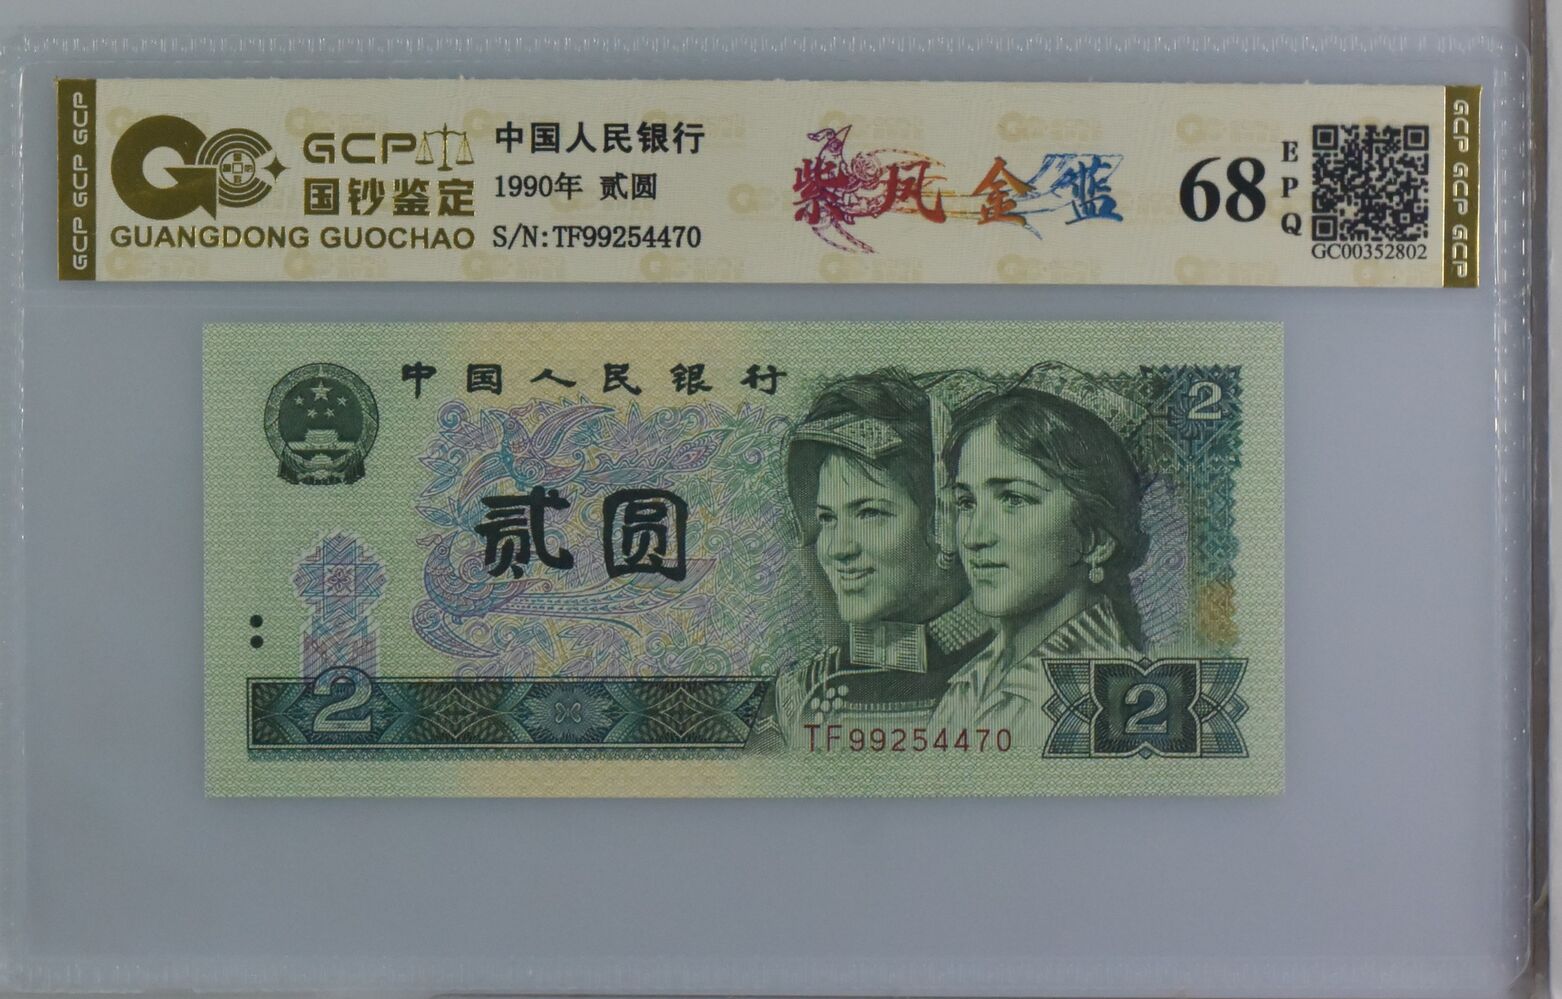 GCP GCP GCP
GCP
国钞鉴定
GUANGDONG GUOCHAO
中国人民银行
1990年 贰圆
S/N:TF99254470
紫凤金蓝
68
EPQ
GC00352802
GCP GCP GCP
中国人民银行
2
贰圆
2
TF99254470
2